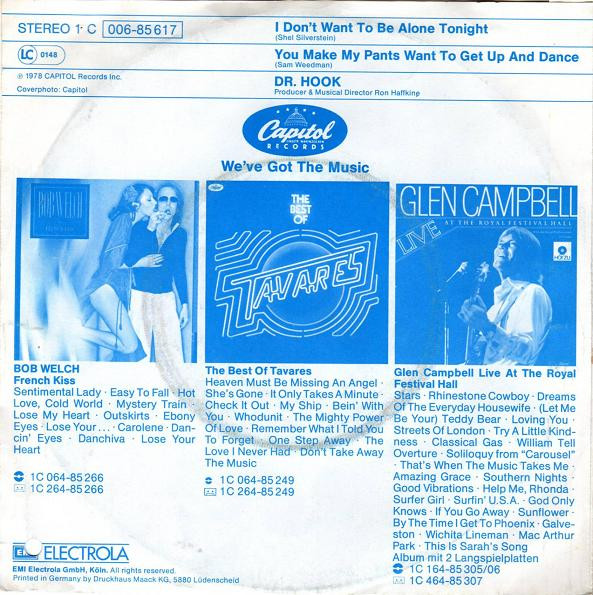 STEREO 1 C 006-85 617
LC 0148
℗ 1978 CAPITOL Records Inc.
Coverphoto: Capitol
I Don't Want To Be Alone Tonight
(Shel Silverstein)
You Make My Pants Want To Get Up And Dance
(Sam Weedman)
DR. HOOK
Producer & Musical Director Ron Haffkine
Capitol
RECORDS
We've Got The Music
BOB WELCH
THE
BEST
OF
TAVARES
GLEN CAMPBELL
LIVE
AT THE ROYAL FESTIVAL HALL
HÖRZU
BOB WELCH
French Kiss
Sentimental Lady · Easy To Fall · Hot
Love, Cold World · Mystery Train ·
Lose My Heart · Outskirts · Ebony
Eyes · Lose Your . . . · Carolene · Dan-
cin' Eyes · Danchiva · Lose Your
Heart
1C 064-85 266
1C 264-85 266
The Best Of Tavares
Heaven Must Be Missing An Angel ·
She's Gone · It Only Takes A Minute ·
Check It Out · My Ship · Bein' With
You · Whodunit · The Mighty Power
Of Love · Remember What I Told You
To Forget · One Step Away · The
Love I Never Had · Don't Take Away
The Music
1C 064-85 249
1C 264-85 249
Glen Campbell Live At The Royal
Festival Hall
Stars · Rhinestone Cowboy · Dreams
Of The Everyday Housewife · (Let Me
Be Your) Teddy Bear · Loving You ·
Streets Of London · Try A Little Kind-
ness · Classical Gas · William Tell
Overture · Soliloquy from "Carousel"
· That's When The Music Takes Me ·
Amazing Grace · Southern Nights ·
Good Vibrations · Help Me, Rhonda ·
Surfer Girl · Surfin' U.S.A. · God Only
Knows · If You Go Away · Sunflower ·
By The Time I Get To Phoenix · Galve-
ston · Wichita Lineman · Mac Arthur
Park · This Is Sarah's Song
Album mit 2 Langspielplatten
1C 164-85 305/06
1C 464-85 307
EMI ELECTROLA
EMI Electrola GmbH, Köln. All rights reserved.
Printed in Germany by Druckhaus Maack KG, 5880 Lüdenscheid